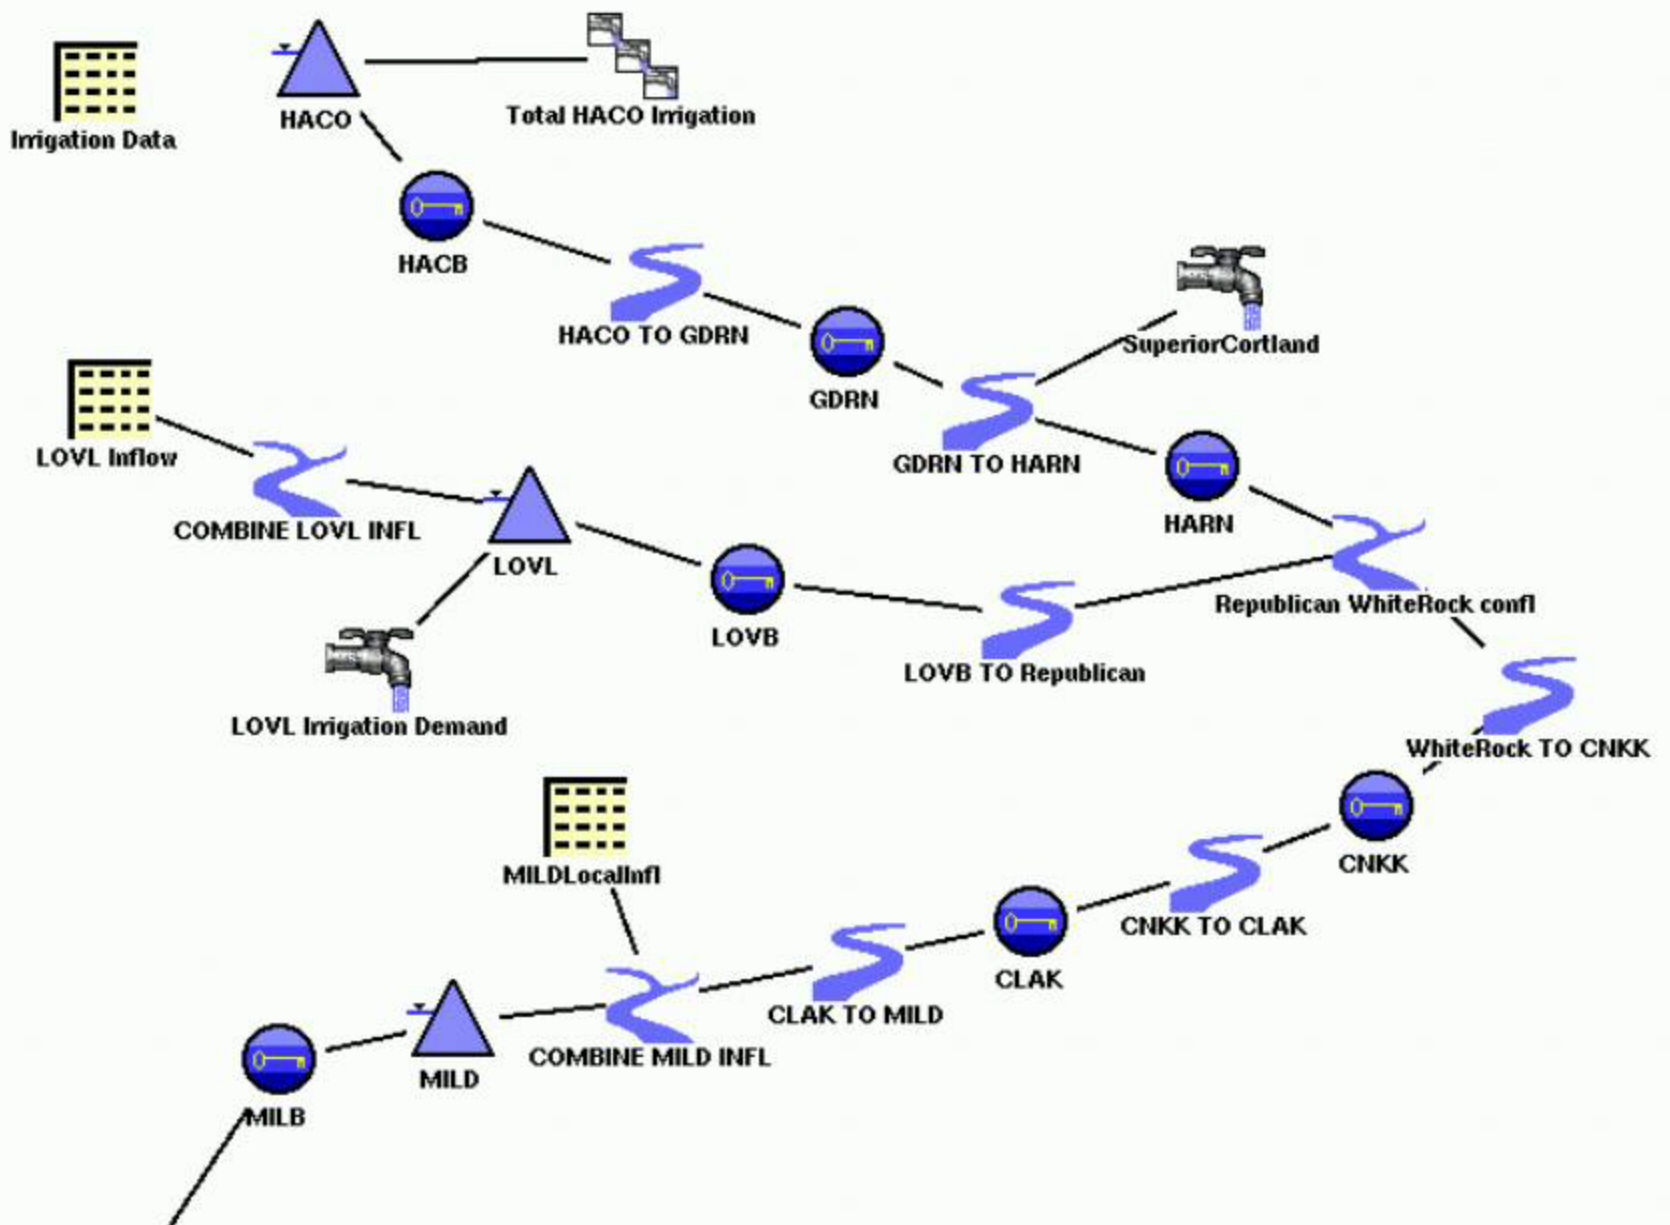 HACO
Total HACO Irrigation
Irrigation Data
HACB
HACO TO GDRN
SuperiorCortland
GDRN
LOVL Inflow
GDRN TO HARN
COMBINE LOVL INFL
HARN
LOVL
Republican WhiteRock confl
LOVB
LOVB TO Republican
LOVL Irrigation Demand
WhiteRock TO CNKK
CNKK
MILDLocalInfl
CNKK TO CLAK
CLAK
CLAK TO MILD
COMBINE MILD INFL
MILD
MILB